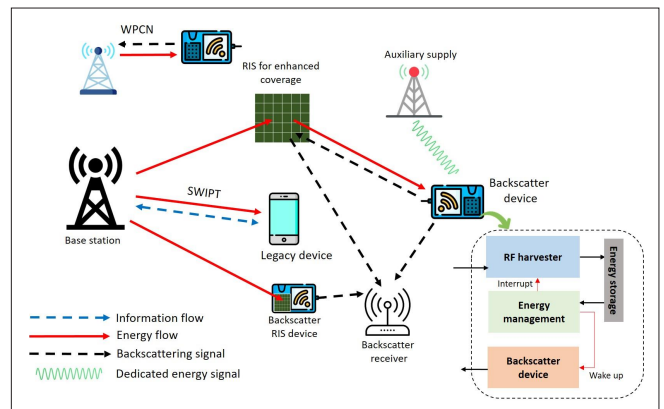 WPCN
RIS for enhanced
coverage
Auxiliary supply
SWIPT
Base station
Legacy device
Backscatter
device
RF harvester
Energy storage
Interrupt
Energy
management
Backscatter
device
Wake up
Backscatter
RIS device
Backscatter
receiver
Information flow
Energy flow
Backscattering signal
Dedicated energy signal